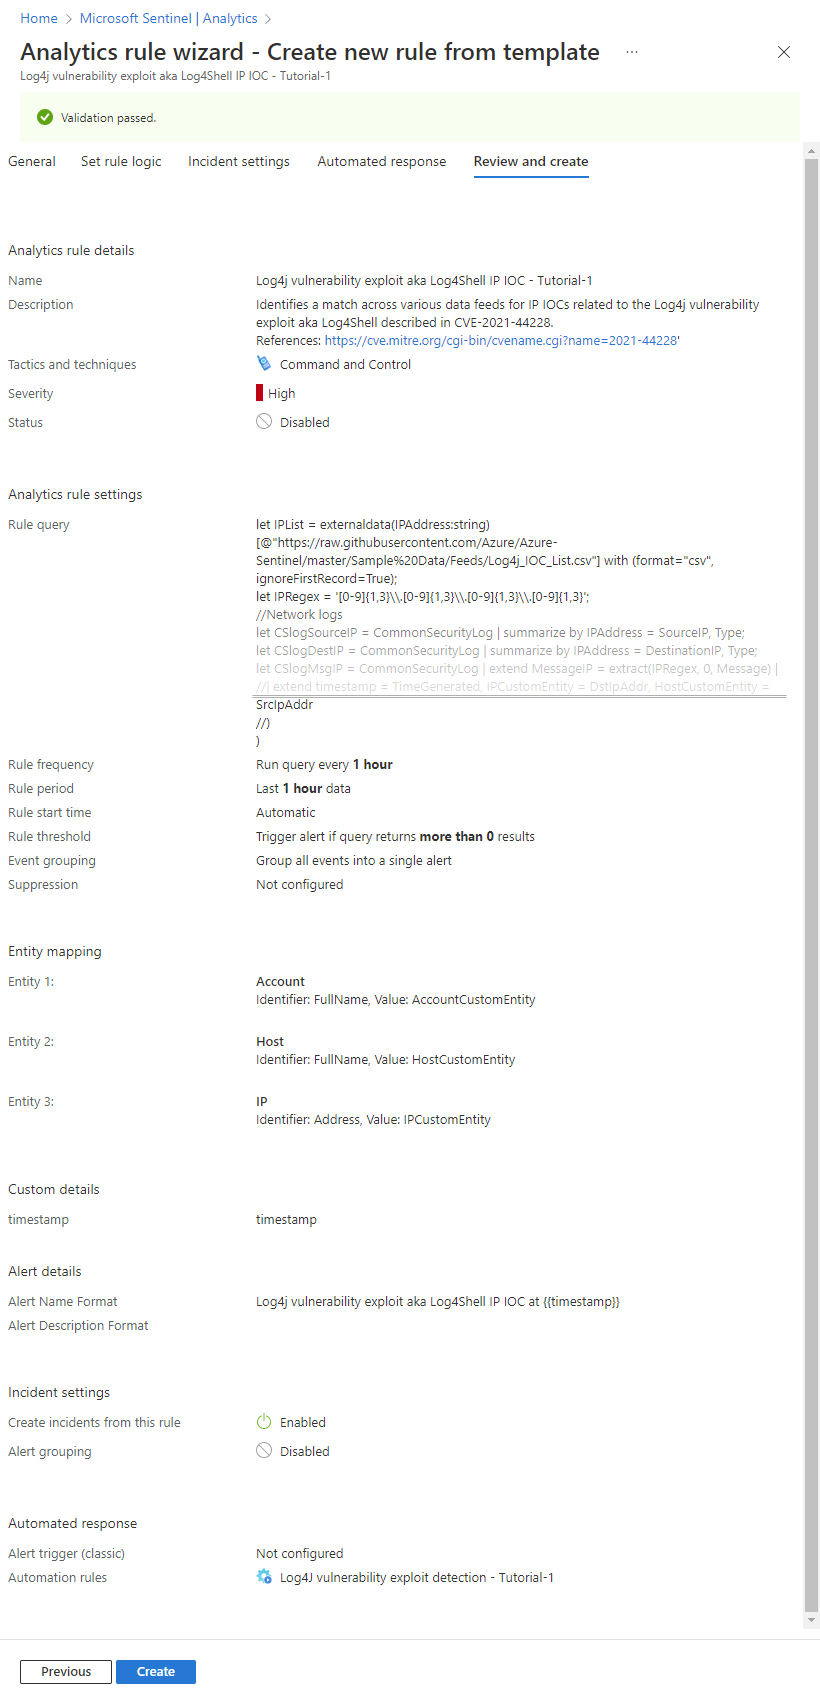 Home > Microsoft Sentinel | Analytics >
Analytics rule wizard - Create new rule from template ...
Log4j vulnerability exploit aka Log4Shell IP IOC - Tutorial-1
Validation passed.
General Set rule logic Incident settings Automated response Review and create
Analytics rule details
Name Log4j vulnerability exploit aka Log4Shell IP IOC - Tutorial-1
Description Identifies a match across various data feeds for IP IOCs related to the Log4j vulnerability
exploit aka Log4Shell described in CVE-2021-44228.
References: https://cve.mitre.org/cgi-bin/cvename.cgi?name=2021-44228'
Tactics and techniques Command and Control
Severity High
Status Disabled
Analytics rule settings
Rule query let IPList = externaldata(IPAddress:string)
[@"https://raw.githubusercontent.com/Azure/Azure-
Sentinel/master/Sample%20Data/Feeds/Log4j_IOC_List.csv"] with (format="csv",
ignoreFirstRecord=True);
let IPRegex = '[0-9]{1,3}\\.[0-9]{1,3}\\.[0-9]{1,3}\\.[0-9]{1,3}';
//Network logs
let CSlogSourceIP = CommonSecurityLog | summarize by IPAddress = SourceIP, Type;
let CSlogDestIP = CommonSecurityLog | summarize by IPAddress = DestinationIP, Type;
let CSlogMsgIP = CommonSecurityLog | extend MessageIP = extract(IPRegex, 0, Message) |
//| extend timestamp = TimeGenerated, IPCustomEntity = DstIpAddr, HostCustomEntity =
SrcIpAddr
//)
)
Rule frequency Run query every 1 hour
Rule period Last 1 hour data
Rule start time Automatic
Rule threshold Trigger alert if query returns more than 0 results
Event grouping Group all events into a single alert
Suppression Not configured
Entity mapping
Entity 1: Account
Identifier: FullName, Value: AccountCustomEntity
Entity 2: Host
Identifier: FullName, Value: HostCustomEntity
Entity 3: IP
Identifier: Address, Value: IPCustomEntity
Custom details
timestamp timestamp
Alert details
Alert Name Format Log4j vulnerability exploit aka Log4Shell IP IOC at {{timestamp}}
Alert Description Format
Incident settings
Create incidents from this rule Enabled
Alert grouping Disabled
Automated response
Alert trigger (classic) Not configured
Automation rules Log4J vulnerability exploit detection - Tutorial-1
Previous Create